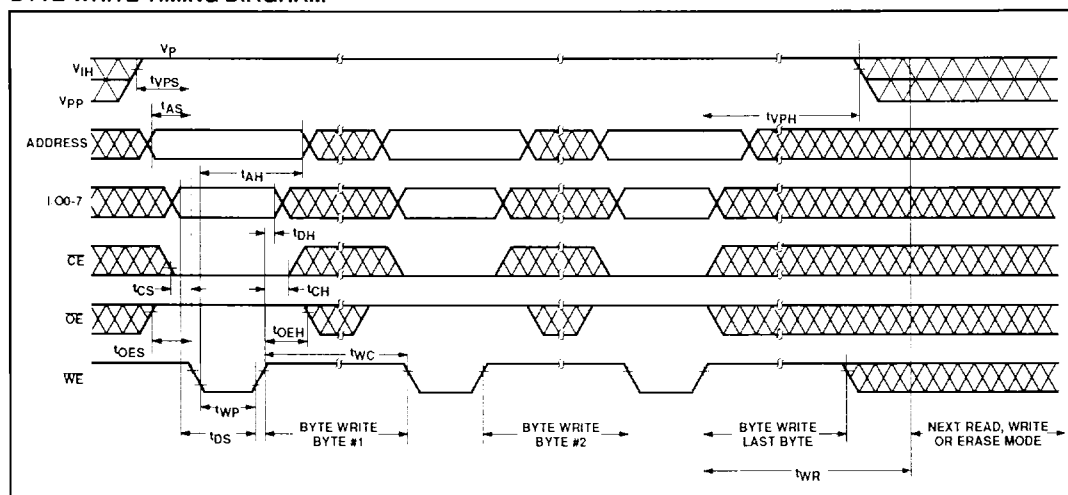 BYTE WRITE TIMING DIAGRAM
VP
VIH
tVPS
VPP
tAS
tVPH
ADDRESS
tAH
I/O0-7
tDH
CE
tCS
tCH
OE
tOES
tOEH
tWC
WE
tWP
tDS
BYTE WRITE
BYTE #1
BYTE WRITE
BYTE #2
BYTE WRITE
LAST BYTE
NEXT READ, WRITE
OR ERASE MODE
tWR